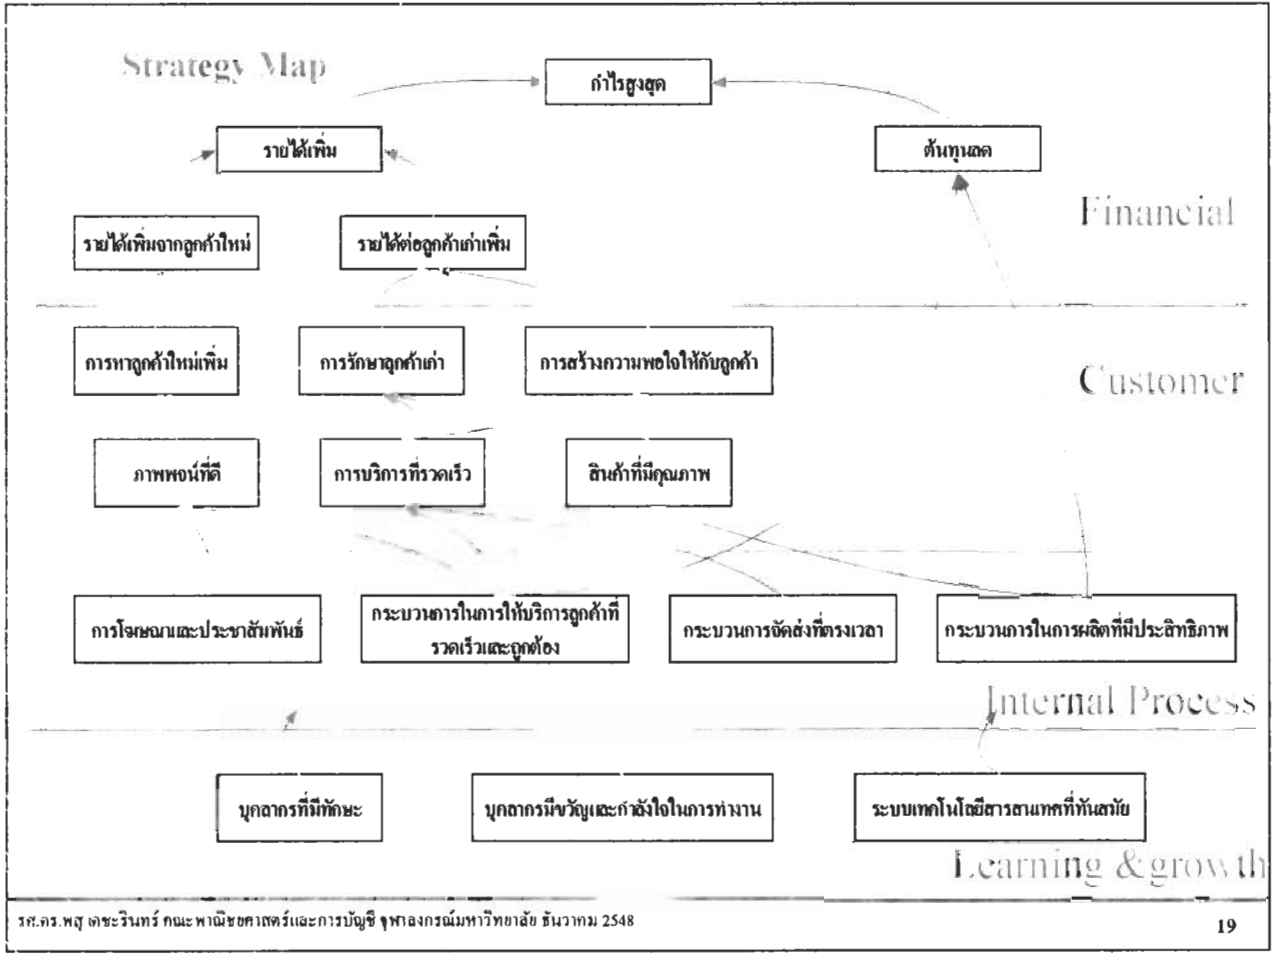 Strategy Map
กำไรสูงสุด
รายได้เพิ่ม
ต้นทุนลด
Financial
รายได้เพิ่มจากลูกค้าใหม่
รายได้ต่อลูกค้าเก่าเพิ่ม
การหาลูกค้าใหม่เพิ่ม
การรักษาลูกค้าเก่า
การสร้างความพอใจให้กับลูกค้า
Customer
ภาพพจน์ที่ดี
การบริการที่รวดเร็ว
สินค้าที่มีคุณภาพ
การโฆษณาและประชาสัมพันธ์
กระบวนการในการให้บริการลูกค้าที่
รวดเร็วและถูกต้อง
กระบวนการจัดส่งที่ตรงเวลา
กระบวนการในการผลิตที่มีประสิทธิภาพ
Internal Process
บุคลากรที่มีทักษะ
บุคลากรมีขวัญและกำลังใจในการทำงาน
ระบบเทคโนโลยีสารสนเทศที่ทันสมัย
Learning &growth
รศ.ดร.พสุ เดชะรินทร์ คณะพาณิชยศาสตร์และการบัญชี จุฬาลงกรณ์มหาวิทยาลัย ธันวาคม 2548
19